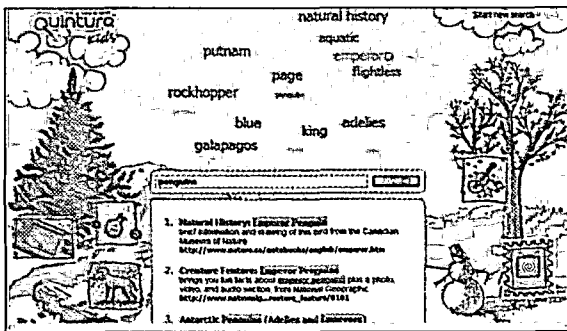 Quintura
kids
natural history
Start new search
aquatic
putnam
emperor
flightless
page
rockhopper
penguin
blue
king
adelies
galapagos
penguins
1. Natural History: Emperor Penguin
brief information and drawing of this bird from the Canadian
Museum of Nature
http://www.nature.ca/notebooks/english/emperor.htm
2. Creature Features Emperor Penguins
brings you fun facts about emperor penguins plus a photo,
video, and audio section, from National Geographic.
3. Antartik Penguins (Adelies and Emperors)